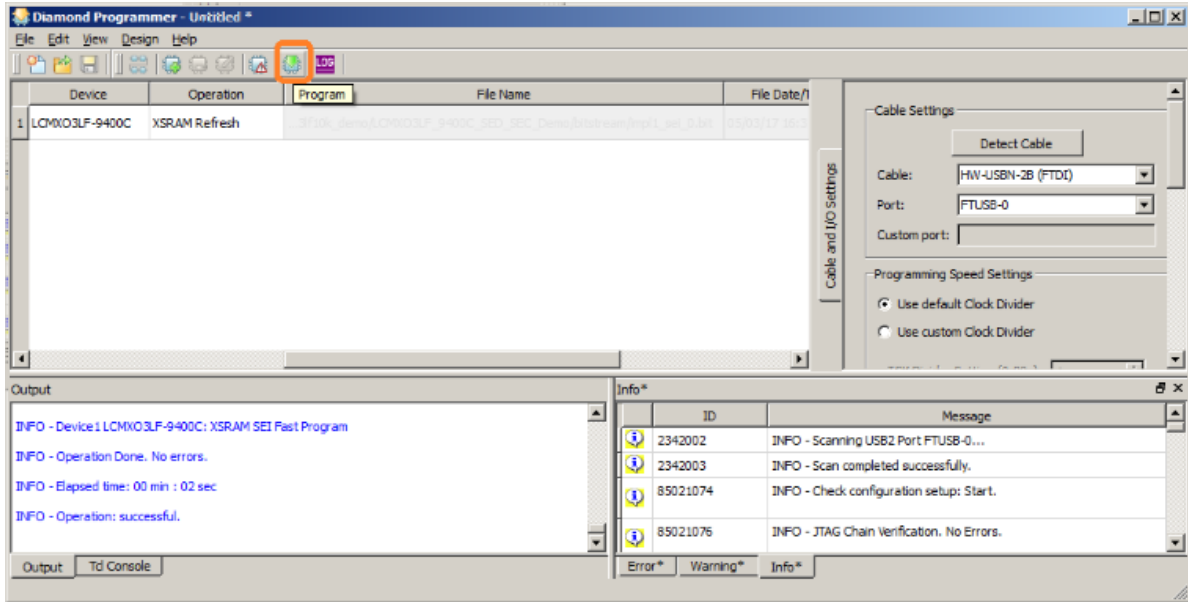 Diamond Programmer - Untitled *
File Edit View Design Help
LOG
Device Operation File Name File Date/T
Program
1 LCMXO3LF-9400C XSRAM Refresh
Cable and I/O Settings
Cable Settings
Detect Cable
Cable: HW-USBN-2B (FTDI)
Port: FTUSB-0
Custom port:
Programming Speed Settings
Use default Clock Divider
Use custom Clock Divider
Output
INFO - Device1 LCMXO3LF-9400C: XSRAM SEI Fast Program
INFO - Operation Done. No errors.
INFO - Elapsed time: 00 min : 02 sec
INFO - Operation: successful.
Output Tcl Console
Info*
ID Message
2342002 INFO - Scanning USB2 Port FTUSB-0...
2342003 INFO - Scan completed successfully.
85021074 INFO - Check configuration setup: Start.
85021076 INFO - JTAG Chain Verification. No Errors.
Error* Warning* Info*